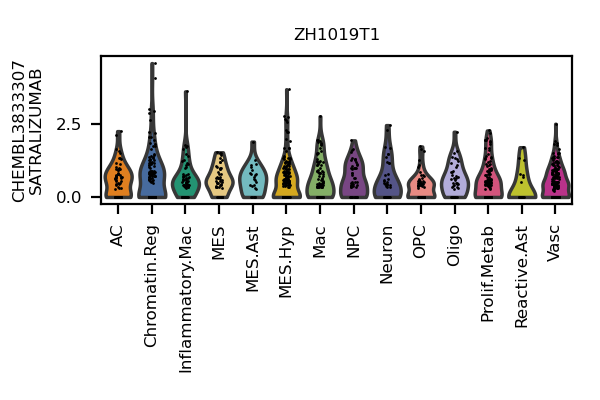 ZH1019T1
CHEMBL3833307
SATRALIZUMAB
2.5
0.0
AC
Chromatin.Reg
Inflammatory.Mac
MES
MES.Ast
MES.Hyp
Mac
NPC
Neuron
OPC
Oligo
Prolif.Metab
Reactive.Ast
Vasc